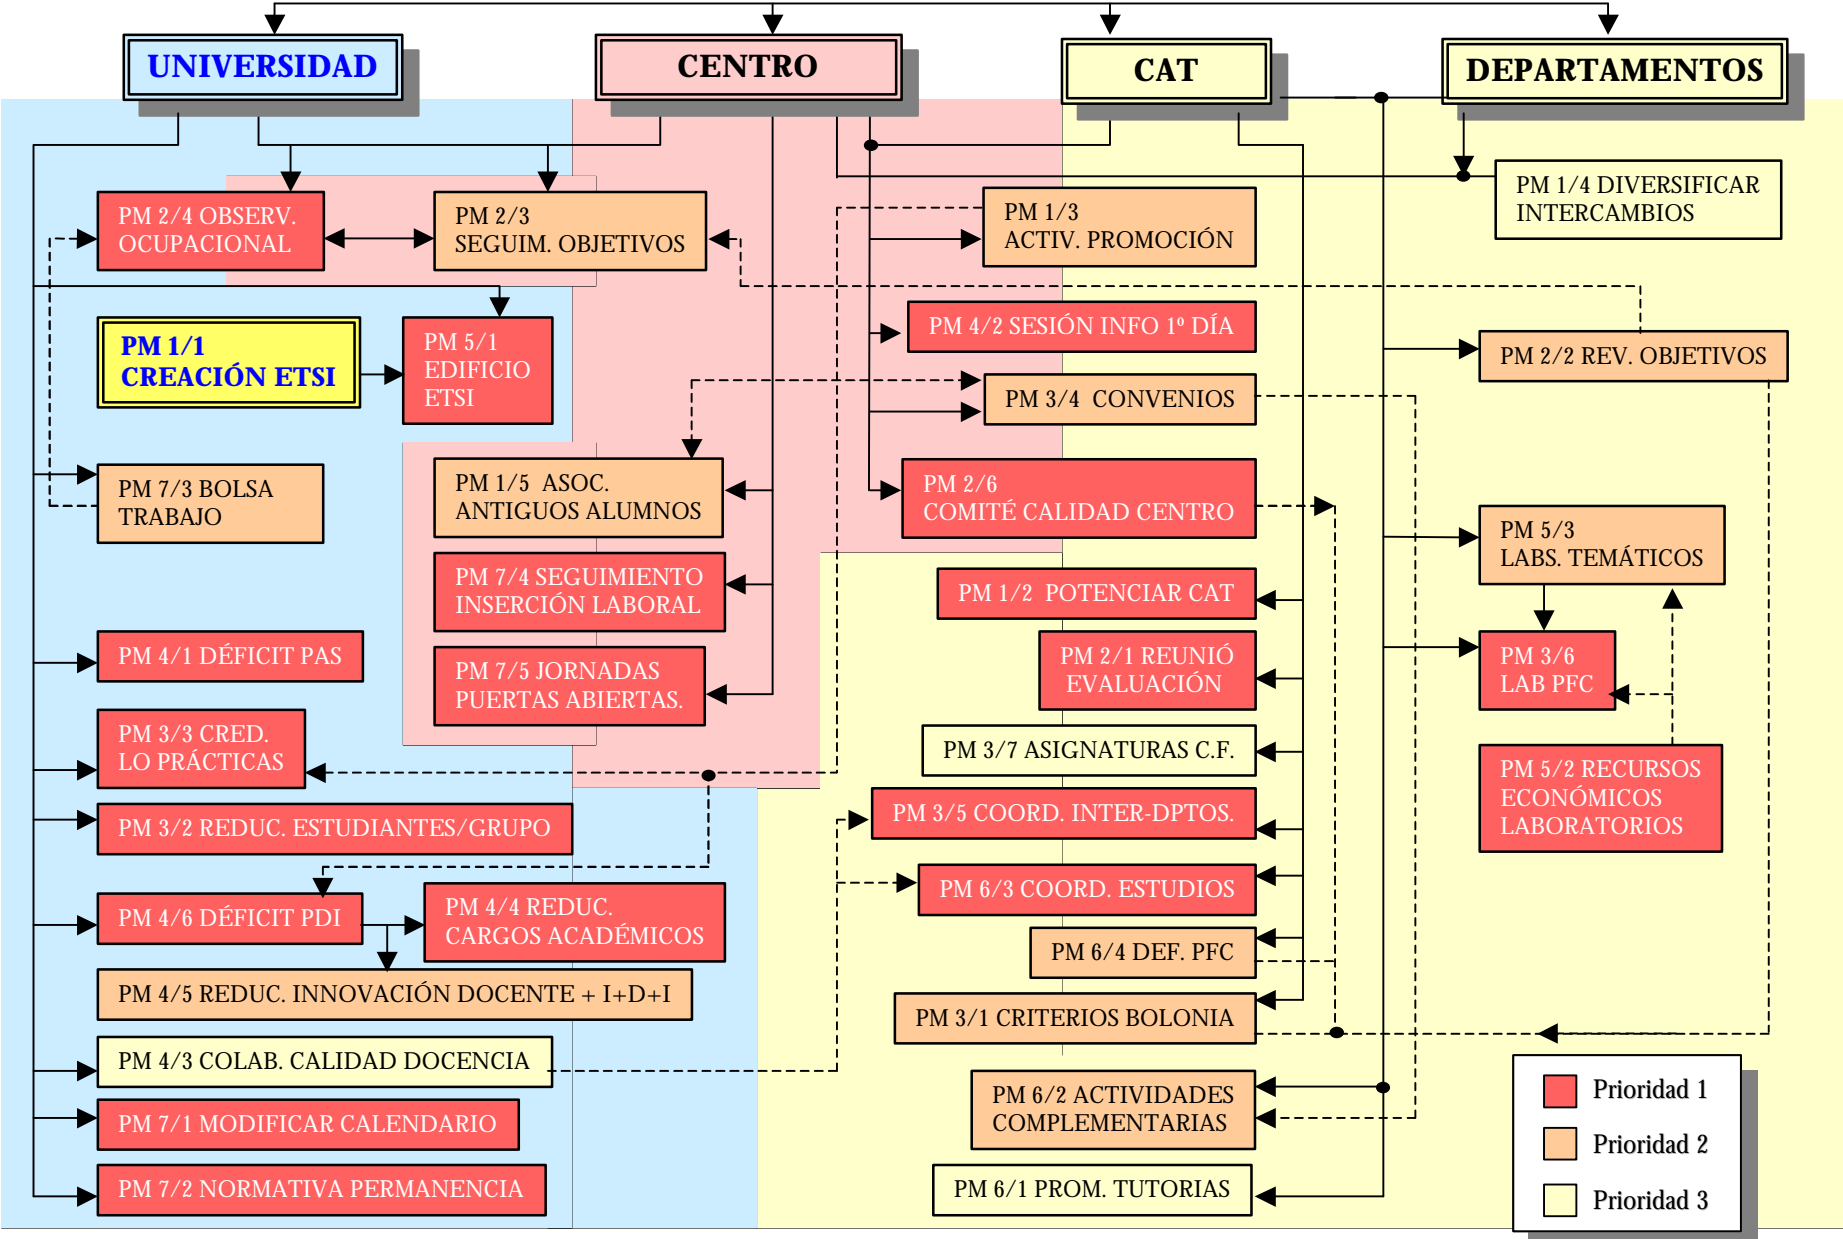 UNIVERSIDAD
CENTRO
CAT
DEPARTAMENTOS
PM 2/4 OBSERV.
OCUPACIONAL
PM 2/3
SEGUIM. OBJETIVOS
PM 1/3
ACTIV. PROMOCIÓN
PM 1/4 DIVERSIFICAR
INTERCAMBIOS
PM 1/1
CREACIÓN ETSI
PM 5/1
EDIFICIO
ETSI
PM 4/2 SESIÓN INFO 1º DÍA
PM 2/2 REV. OBJETIVOS
PM 3/4 CONVENIOS
PM 7/3 BOLSA
TRABAJO
PM 1/5 ASOC.
ANTIGUOS ALUMNOS
PM 2/6
COMITÉ CALIDAD CENTRO
PM 5/3
LABS. TEMÁTICOS
PM 7/4 SEGUIMIENTO
INSERCIÓN LABORAL
PM 1/2 POTENCIAR CAT
PM 4/1 DÉFICIT PAS
PM 7/5 JORNADAS
PUERTAS ABIERTAS.
PM 2/1 REUNIÓ
EVALUACIÓN
PM 3/6
LAB PFC
PM 3/3 CRED.
LO PRÁCTICAS
PM 3/7 ASIGNATURAS C.F.
PM 5/2 RECURSOS
ECONÓMICOS
LABORATORIOS
PM 3/2 REDUC. ESTUDIANTES/GRUPO
PM 3/5 COORD. INTER-DPTOS.
PM 4/6 DÉFICIT PDI
PM 4/4 REDUC.
CARGOS ACADÉMICOS
PM 6/3 COORD. ESTUDIOS
PM 6/4 DEF. PFC
PM 4/5 REDUC. INNOVACIÓN DOCENTE + I+D+I
PM 3/1 CRITERIOS BOLONIA
PM 4/3 COLAB. CALIDAD DOCENCIA
PM 7/1 MODIFICAR CALENDARIO
PM 6/2 ACTIVIDADES
COMPLEMENTARIAS
PM 7/2 NORMATIVA PERMANENCIA
PM 6/1 PROM. TUTORIAS
Prioridad 1
Prioridad 2
Prioridad 3